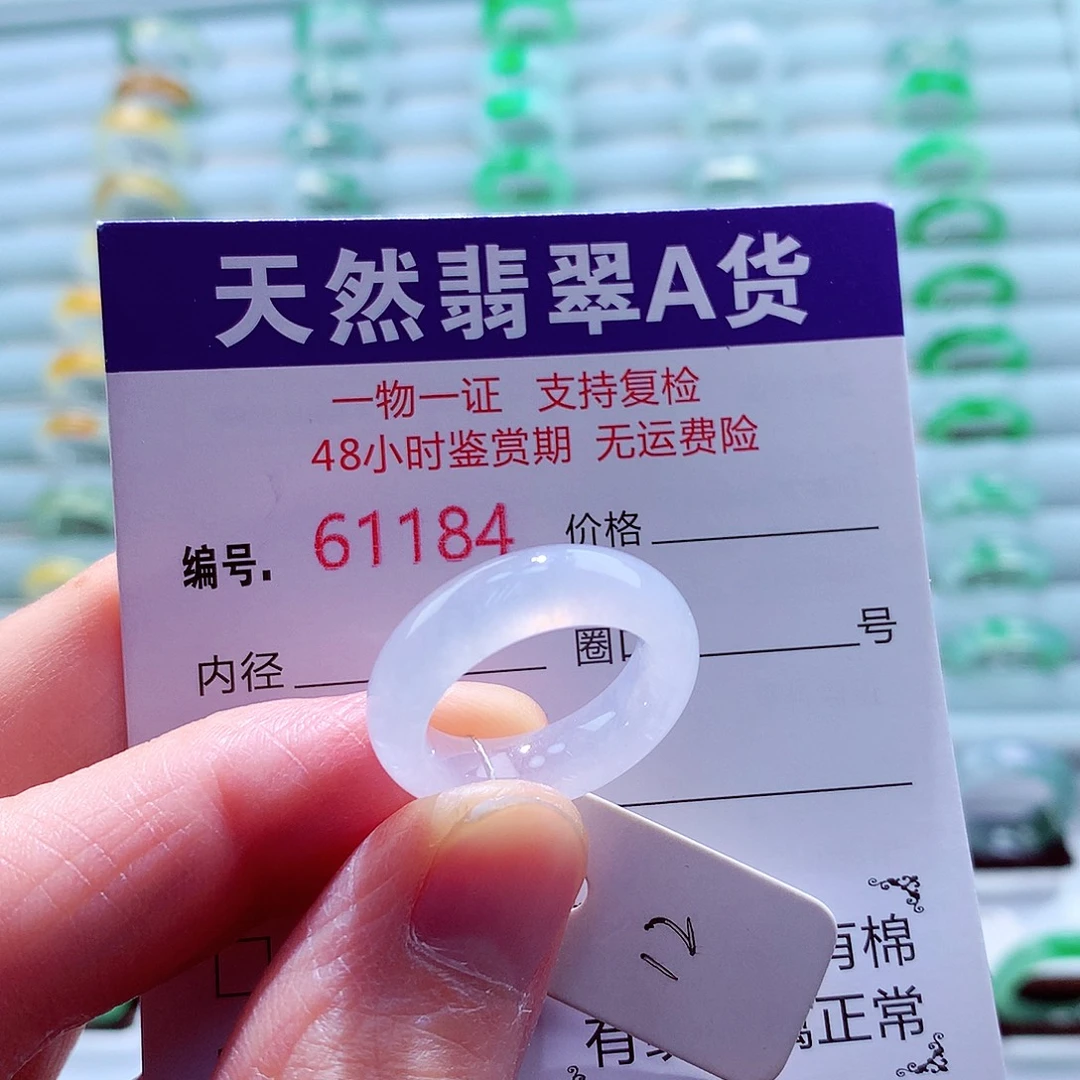 天然翡翠A货
一物一证 支持复检
48小时鉴赏期 无运费险
编号. 61184 价格
内径 圈 号
12
有棉
有 正常